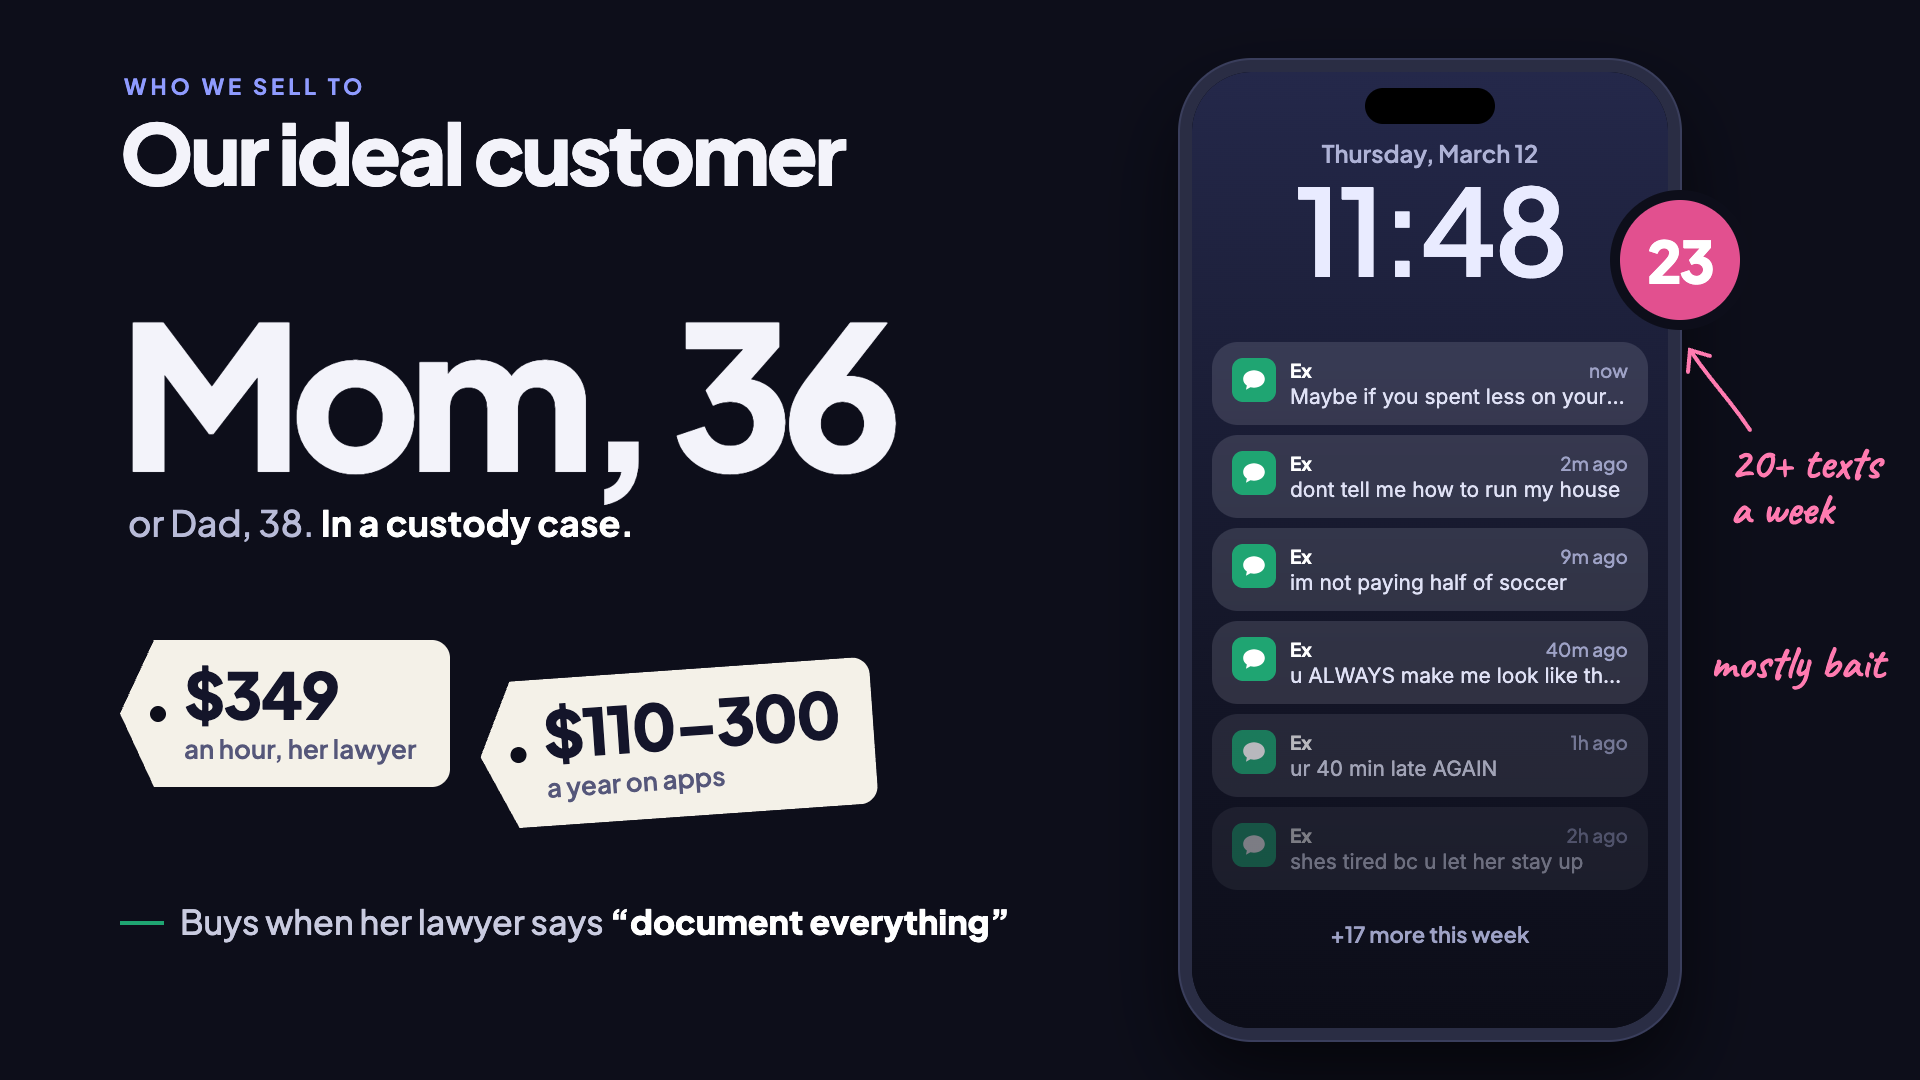 WHO WE SELL TO
Our ideal customer
Mom, 36
or Dad, 38. In a custody case.
$349
an hour, her lawyer
$110–300
a year on apps
Buys when her lawyer says “document everything”
Thursday, March 12
11:48
23
Ex now
Maybe if you spent less on your...
Ex 2m ago
dont tell me how to run my house
Ex 9m ago
im not paying half of soccer
Ex 40m ago
u ALWAYS make me look like th...
Ex 1h ago
ur 40 min late AGAIN
Ex 2h ago
shes tired bc u let her stay up
+17 more this week
20+ texts
a week
mostly bait